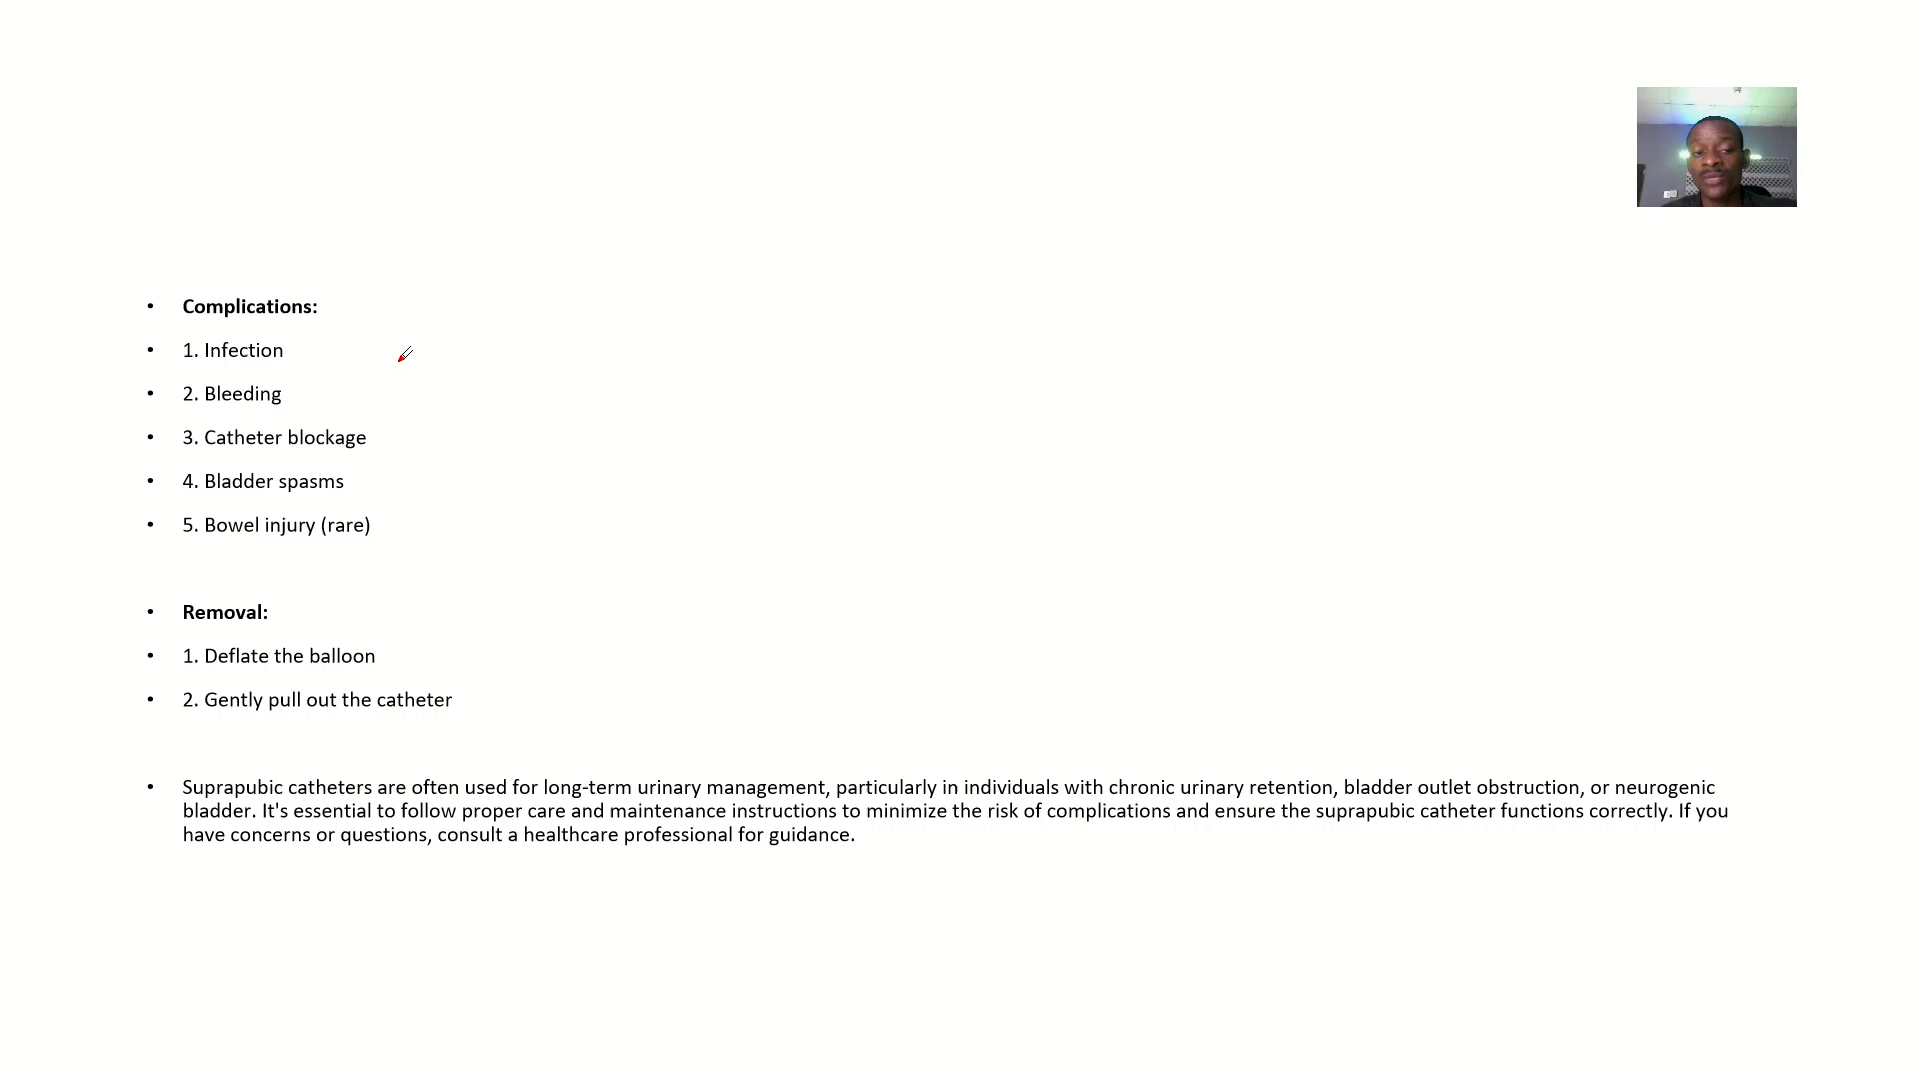 • Complications:
• 1. Infection
• 2. Bleeding
• 3. Catheter blockage
• 4. Bladder spasms
• 5. Bowel injury (rare)
• Removal:
• 1. Deflate the balloon
• 2. Gently pull out the catheter
• Suprapubic catheters are often used for long-term urinary management, particularly in individuals with chronic urinary retention, bladder outlet obstruction, or neurogenic
bladder. It's essential to follow proper care and maintenance instructions to minimize the risk of complications and ensure the suprapubic catheter functions correctly. If you
have concerns or questions, consult a healthcare professional for guidance.